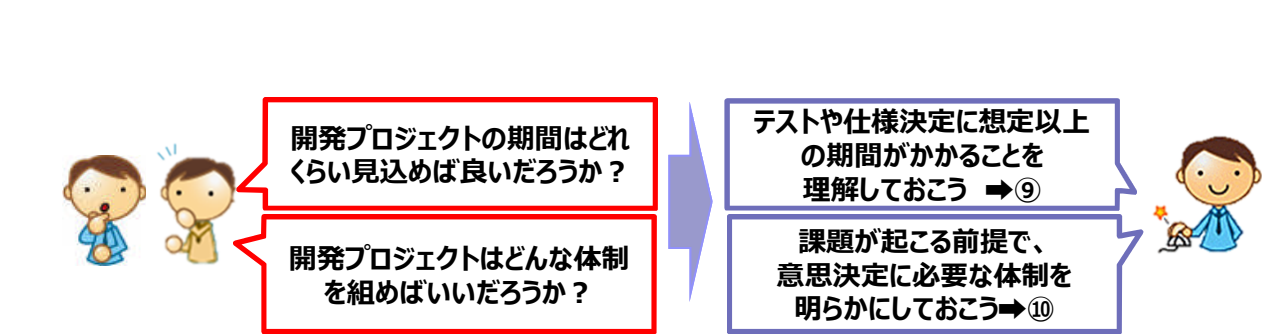 開発プロジェクトの期間はどれ
くらい見込めば良いだろうか？
開発プロジェクトはどんな体制
を組めばいいだろうか？
テストや仕様決定に想定以上
の期間がかかることを
理解しておこう ➡⑨
課題が起こる前提で、
意思決定に必要な体制を
明らかにしておこう➡⑩